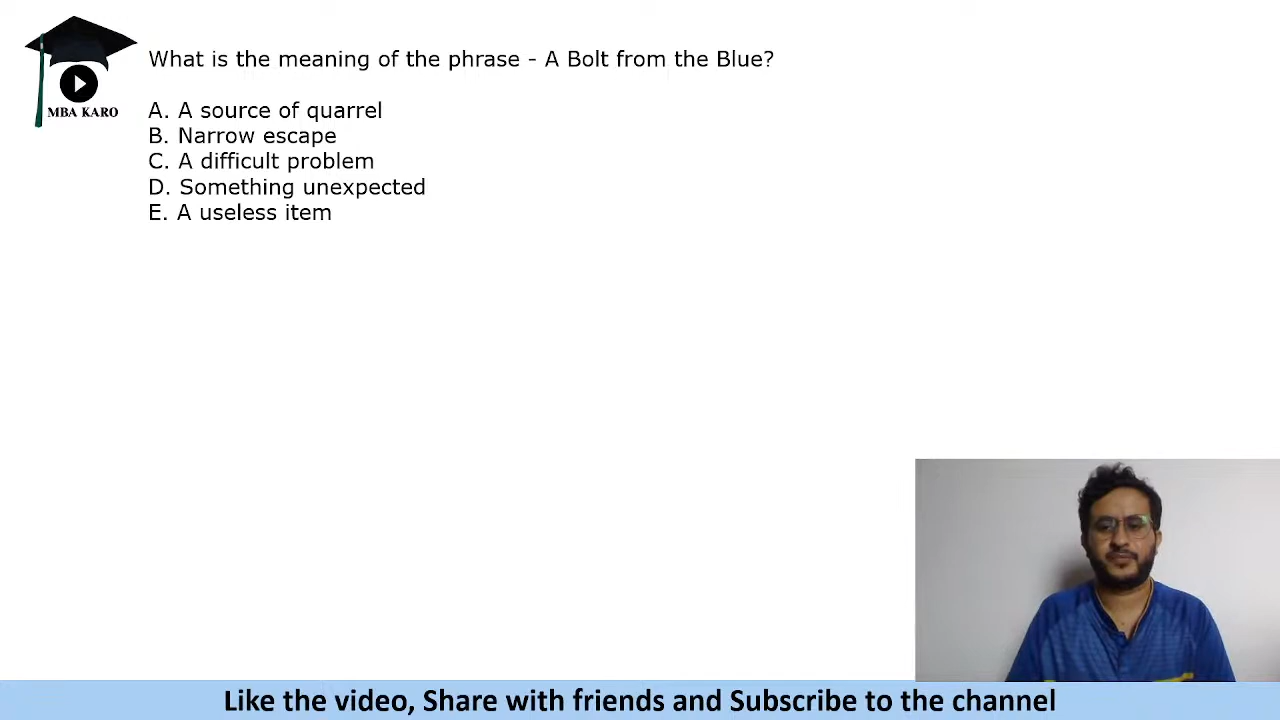 MBA KARO
What is the meaning of the phrase - A Bolt from the Blue?
A. A source of quarrel
B. Narrow escape
C. A difficult problem
D. Something unexpected
E. A useless item
Like the video, Share with friends and Subscribe to the channel